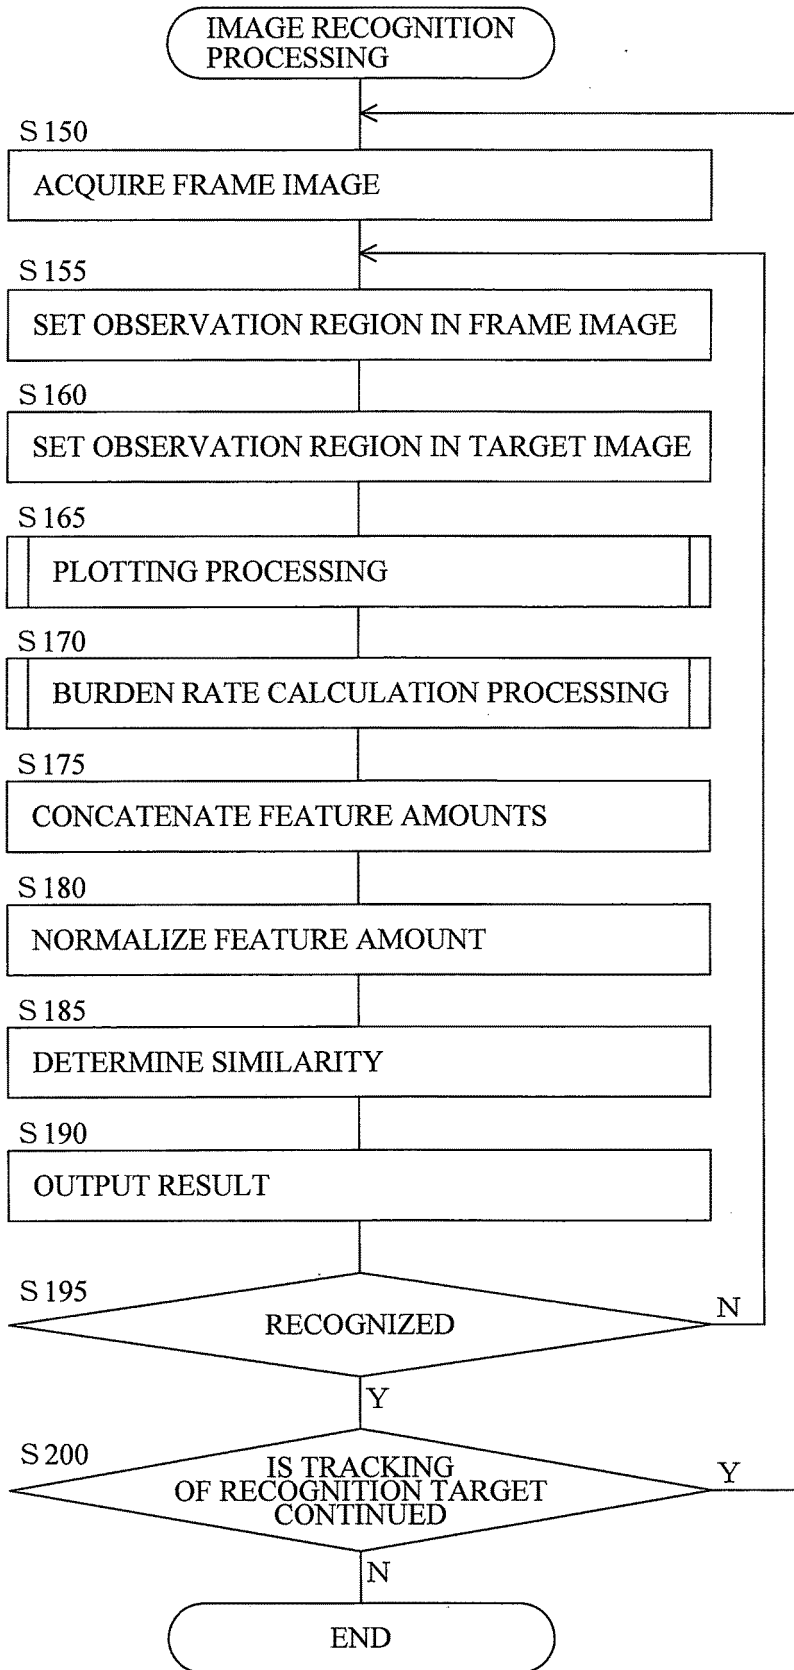 IMAGE RECOGNITION
PROCESSING
S150
ACQUIRE FRAME IMAGE
S155
SET OBSERVATION REGION IN FRAME IMAGE
S160
SET OBSERVATION REGION IN TARGET IMAGE
S165
PLOTTING PROCESSING
S170
BURDEN RATE CALCULATION PROCESSING
S175
CONCATENATE FEATURE AMOUNTS
S180
NORMALIZE FEATURE AMOUNT
S185
DETERMINE SIMILARITY
S190
OUTPUT RESULT
S195
RECOGNIZED
N
Y
S200
IS TRACKING
OF RECOGNITION TARGET
CONTINUED
Y
N
END